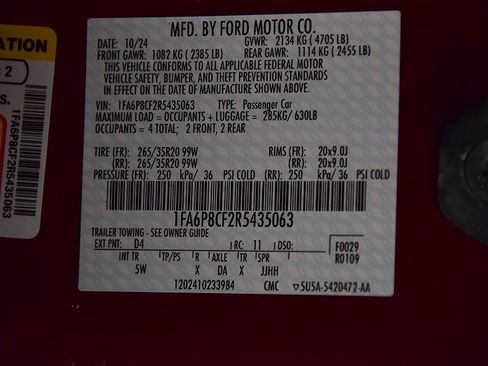 MFD. BY FORD MOTOR CO.
DATE: 10/24 GVWR: 2134 KG ( 4705 LB)
FRONT GAWR: 1082 KG ( 2385 LB) REAR GAWR: 1114 KG ( 2455 LB)
THIS VEHICLE CONFORMS TO ALL APPLICABLE FEDERAL MOTOR
VEHICLE SAFETY, BUMPER, AND THEFT PREVENTION STANDARDS
IN EFFECT ON THE DATE OF MANUFACTURE SHOWN ABOVE.
VIN: 1FA6P8CF2R5435063 TYPE: Passenger Car
MAXIMUM LOAD = OCCUPANTS + LUGGAGE = 285KG/ 630LB
OCCUPANTS = 4 TOTAL; 2 FRONT, 2 REAR
TIRE (FR): 265/35R20 99W RIMS (FR): 20x9.0J
(RR): 265/35R20 99W (RR): 20x9.0J
PRESSURE (FR): 250 kPa/ 36 PSI COLD (RR): 250 kPa/ 36 PSI COLD
1FA6P8CF2R5435063
TRAILER TOWING - SEE OWNER GUIDE
EXT PNT: D4 RC: 11 DSO: F0029
R0109
INT TR TP/PS R AXLE TR SPR
5W X DA X JJHH
1202410233984 CMC 5U5A-5420472-AA
ATION
2
S.
1FA6P8CF2R5435063